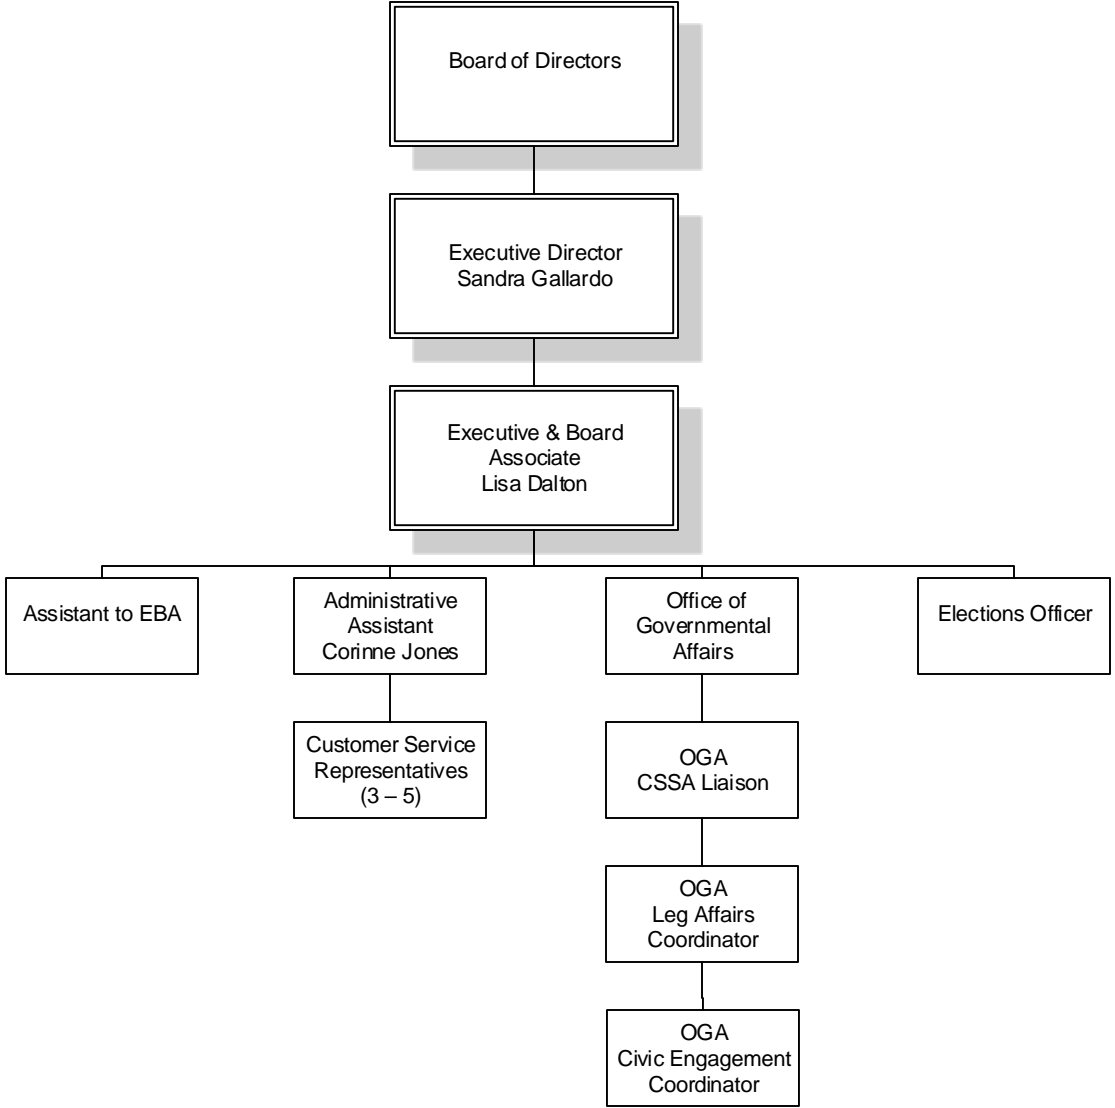 Board of Directors
Executive Director
Sandra Gallardo
Executive & Board
Associate
Lisa Dalton
Assistant to EBA
Administrative
Assistant
Corinne Jones
Office of
Governmental
Affairs
Elections Officer
Customer Service
Representatives
(3 – 5)
OGA
CSSA Liaison
OGA
Leg Affairs
Coordinator
OGA
Civic Engagement
Coordinator